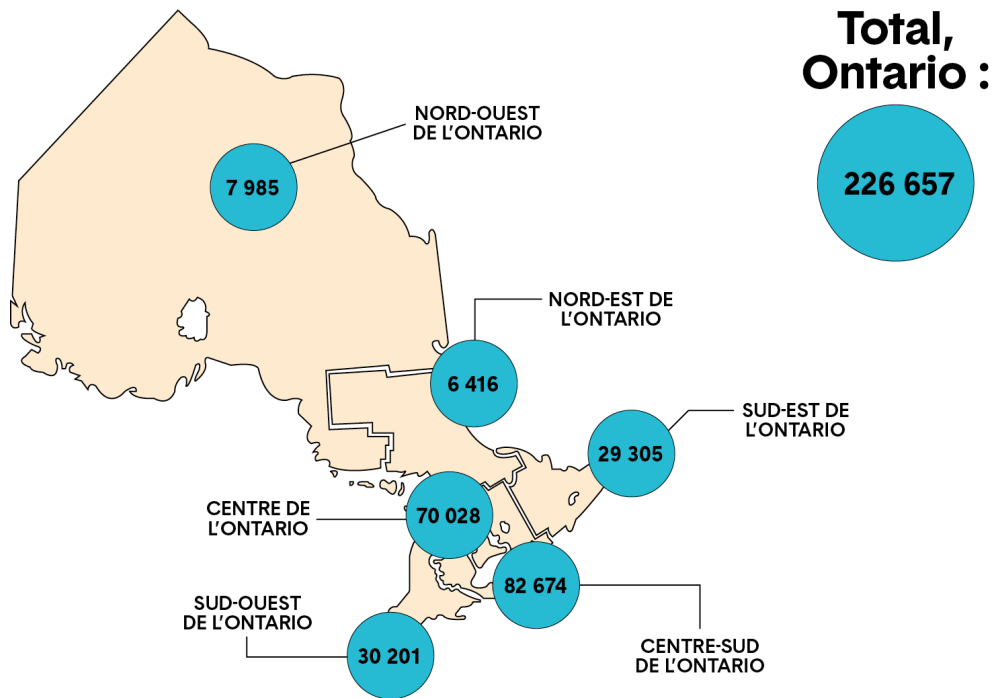 Total,
Ontario :
226 657
NORD-OUEST
DE L’ONTARIO
7 985
NORD-EST DE
L’ONTARIO
6 416
SUD-EST DE
L’ONTARIO
29 305
CENTRE DE
L’ONTARIO
70 028
82 674
CENTRE-SUD
DE L’ONTARIO
SUD-OUEST
DE L’ONTARIO
30 201